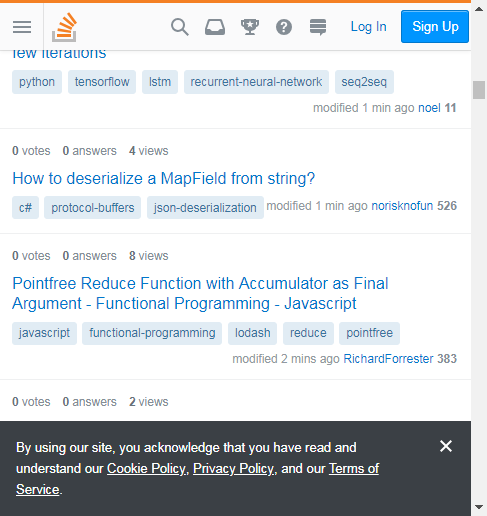 Log In Sign Up
few iterations
python tensorflow lstm recurrent-neural-network seq2seq
modified 1 min ago noel 11
0 votes 0 answers 4 views
How to deserialize a MapField from string?
c# protocol-buffers json-deserialization modified 1 min ago norisknofun 526
0 votes 0 answers 8 views
Pointfree Reduce Function with Accumulator as Final
Argument - Functional Programming - Javascript
javascript functional-programming lodash reduce pointfree
modified 2 mins ago RichardForrester 383
0 votes 0 answers 2 views
By using our site, you acknowledge that you have read and
understand our Cookie Policy, Privacy Policy, and our Terms of
Service.